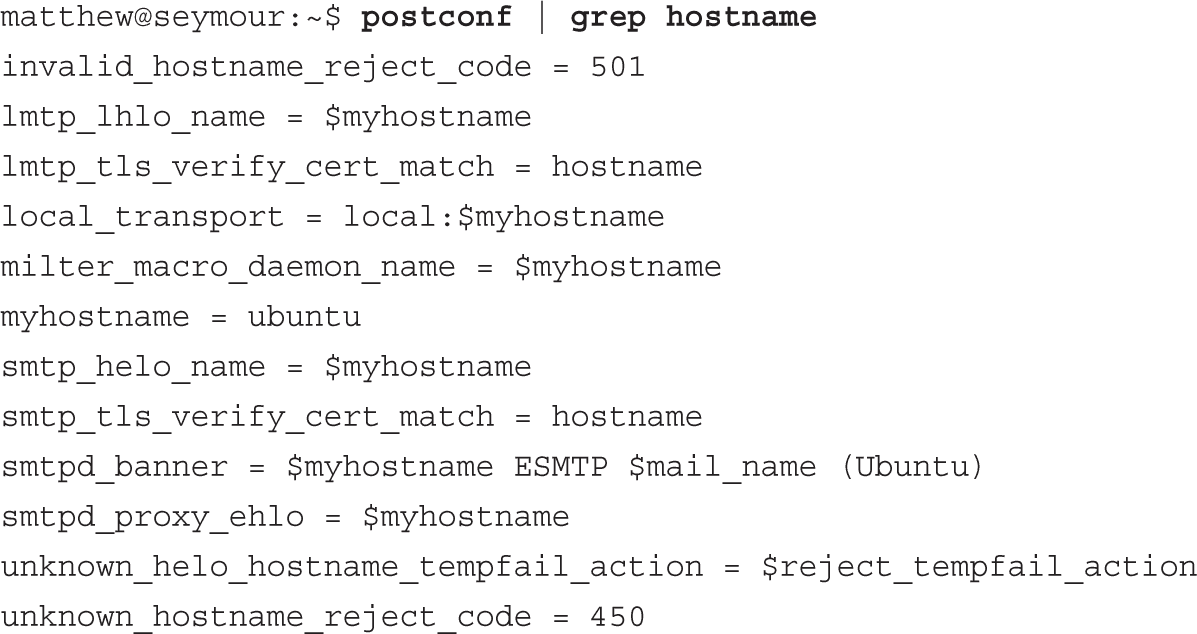 matthew@seymour:~$ postconf | grep hostname
invalid_hostname_reject_code = 501
lmtp_lhlo_name = $myhostname
lmtp_tls_verify_cert_match = hostname
local_transport = local:$myhostname
milter_macro_daemon_name = $myhostname
myhostname = ubuntu
smtp_helo_name = $myhostname
smtp_tls_verify_cert_match = hostname
smtpd_banner = $myhostname ESMTP $mail_name (Ubuntu)
smtpd_proxy_ehlo = $myhostname
unknown_helo_hostname_tempfail_action = $reject_tempfail_action
unknown_hostname_reject_code = 450